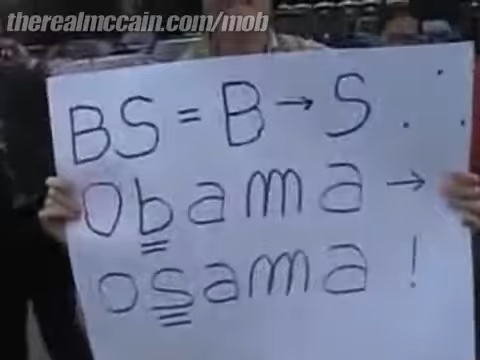 therealmccain.com/mob
BS = B → S ∴
Obama →
osama !